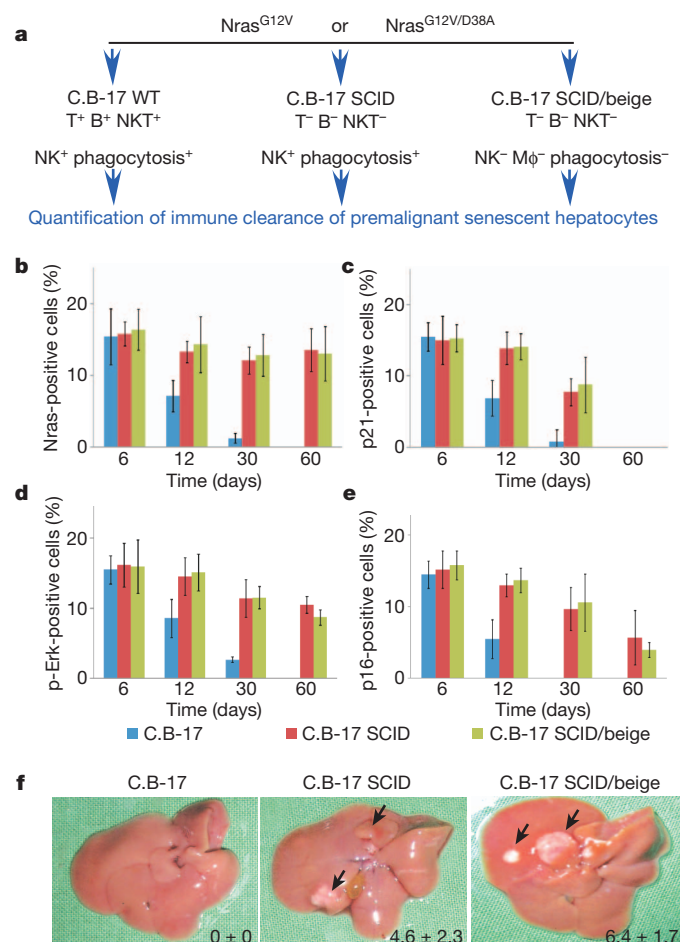 a
Nras^G12V or Nras^G12V/D38A
C.B-17 WT C.B-17 SCID C.B-17 SCID/beige
T⁺ B⁺ NKT⁺ T⁻ B⁻ NKT⁻ T⁻ B⁻ NKT⁻
NK⁺ phagocytosis⁺ NK⁺ phagocytosis⁺ NK⁻ Mϕ⁻ phagocytosis⁻
Quantification of immune clearance of premalignant senescent hepatocytes
b
Nras-positive cells (%)
20
10
0
6 12 30 60
Time (days)
c
p21-positive cells (%)
20
10
0
6 12 30 60
Time (days)
d
p-Erk-positive cells (%)
20
10
0
6 12 30 60
Time (days)
e
p16-positive cells (%)
20
10
0
6 12 30 60
Time (days)
C.B-17 C.B-17 SCID C.B-17 SCID/beige
f
C.B-17 C.B-17 SCID C.B-17 SCID/beige
0 ± 0 4.6 ± 2.3 6.4 ± 1.7